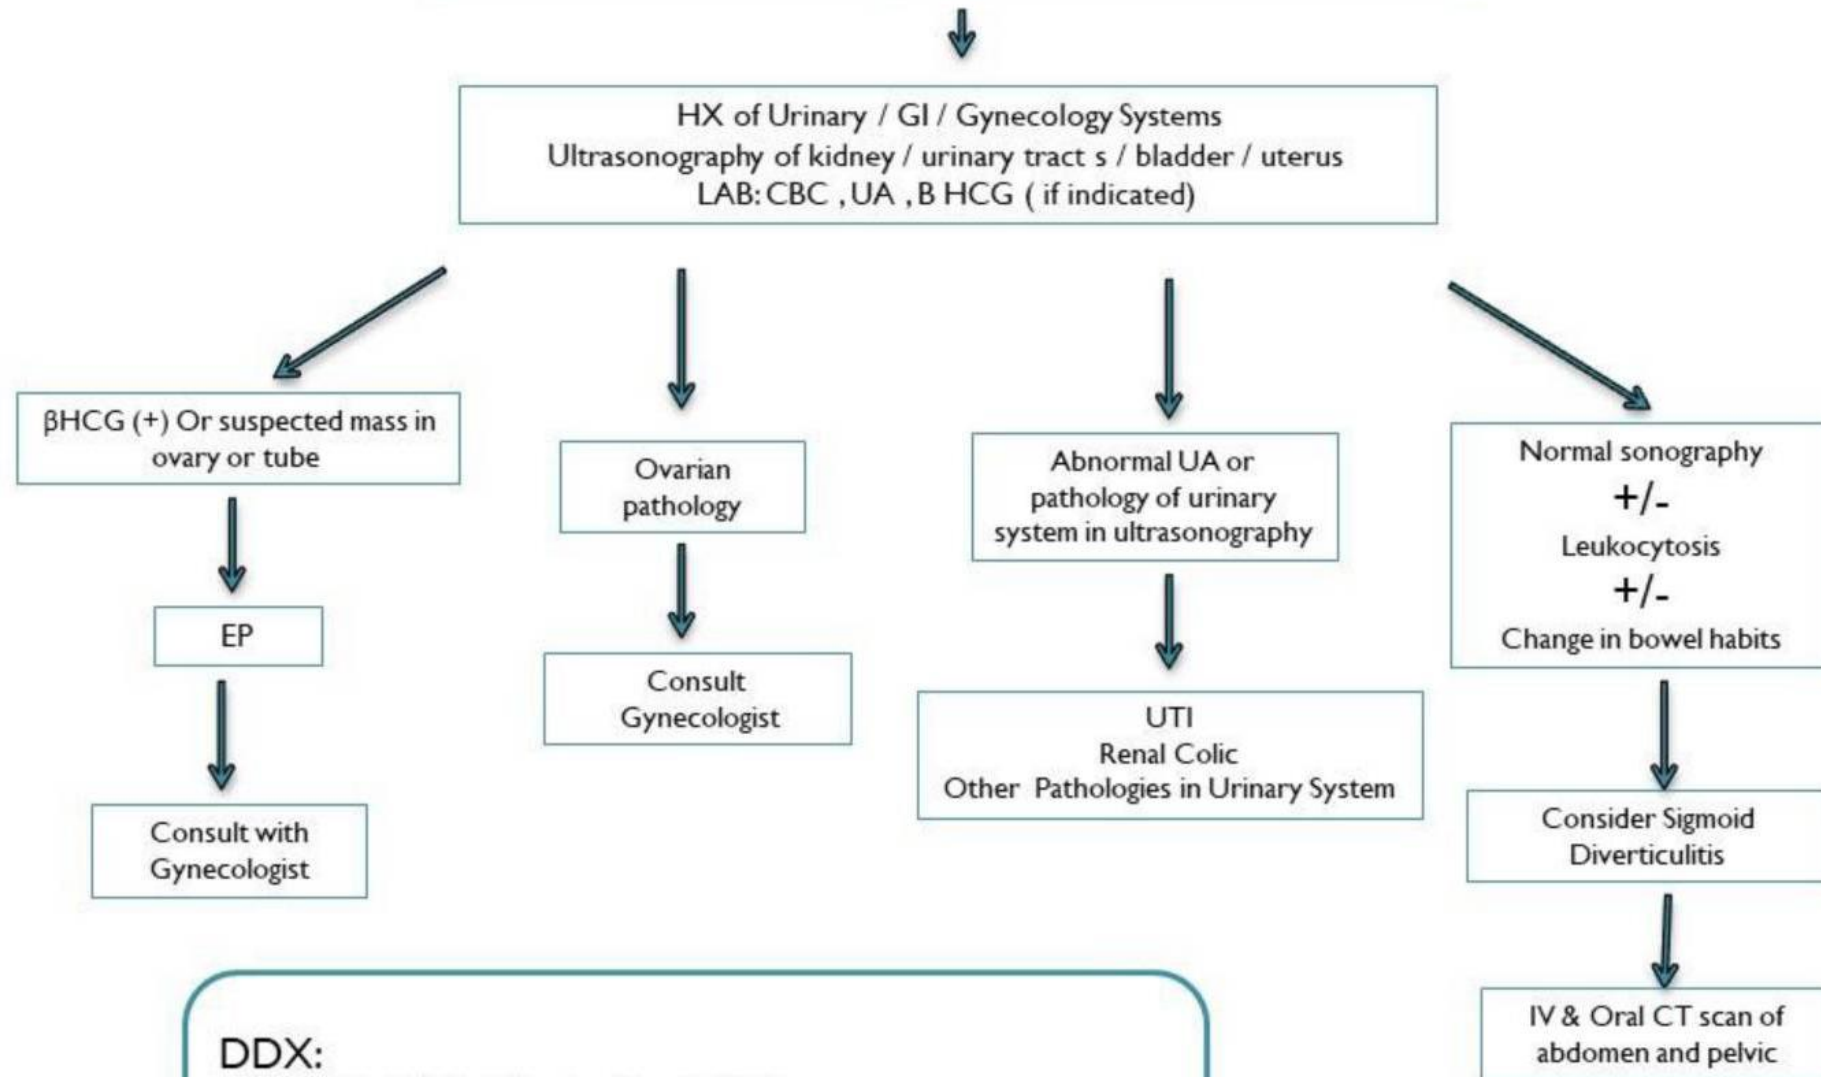 HX of Urinary / GI / Gynecology Systems
Ultrasonography of kidney / urinary tract s / bladder / uterus
LAB: CBC , UA , B HCG ( if indicated)
βHCG (+) Or suspected mass in
ovary or tube
EP
Consult with
Gynecologist
Ovarian
pathology
Consult
Gynecologist
Abnormal UA or
pathology of urinary
system in ultrasonography
UTI
Renal Colic
Other Pathologies in Urinary System
Normal sonography
+/-
Leukocytosis
+/-
Change in bowel habits
Consider Sigmoid
Diverticulitis
IV & Oral CT scan of
abdomen and pelvic
DDX: